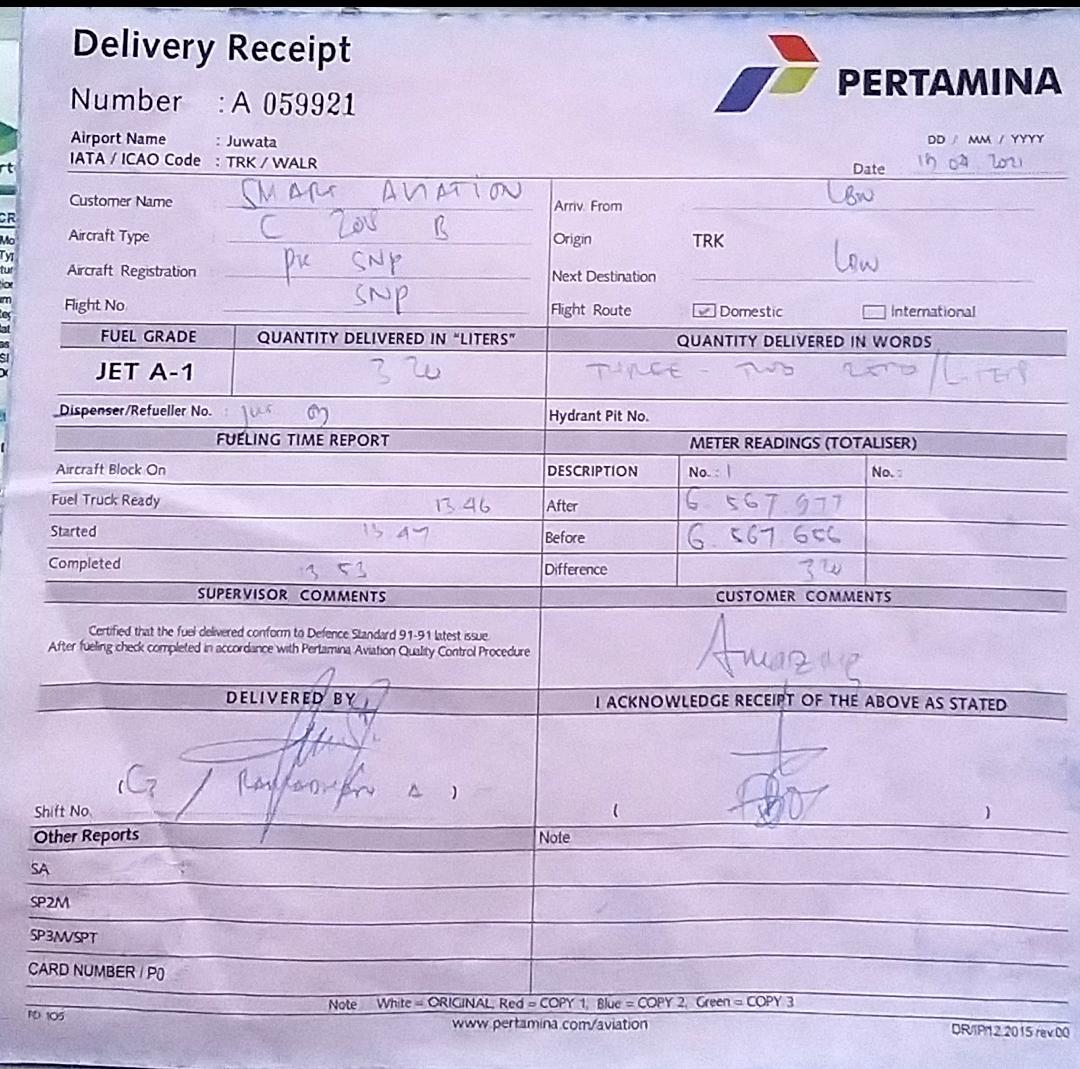 Delivery Receipt
PERTAMINA
Number : A 059921
Airport Name : Juwata
IATA / ICAO Code : TRK / WALR
DD / MM / YYYY
Date 2021
Customer Name SMART AVIATION
Arriv. From LBW
Aircraft Type C 208 B
Origin TRK
Aircraft Registration PK SNP
Next Destination LBW
Flight No. SNP
Flight Route Domestic International
FUEL GRADE QUANTITY DELIVERED IN "LITERS" QUANTITY DELIVERED IN WORDS
JET A-1 320 THREE - TWO ZERO / LITERS
Dispenser/Refueller No. :
Hydrant Pit No.
FUELING TIME REPORT
METER READINGS (TOTALISER)
Aircraft Block On
DESCRIPTION No. : 1 No. :
Fuel Truck Ready 13 46
After 6. 567. 977
Started 13 47
Before 6. 567 656
Completed 13 53
Difference 320
SUPERVISOR COMMENTS
CUSTOMER COMMENTS
Certified that the fuel delivered conform to Defence Standard 91-91 latest issue.
After fueling check completed in accordance with Pertamina Aviation Quality Control Procedure
Amazing
DELIVERED BY
I ACKNOWLEDGE RECEIPT OF THE ABOVE AS STATED
Shift No.
( )
Other Reports
Note
SA
SP2M
SP3M/SPT
CARD NUMBER / PO
Note White = ORIGINAL, Red = COPY 1, Blue = COPY 2, Green = COPY 3
FD 105
www.pertamina.com/aviation
DR/IP/12.2015 rev.00